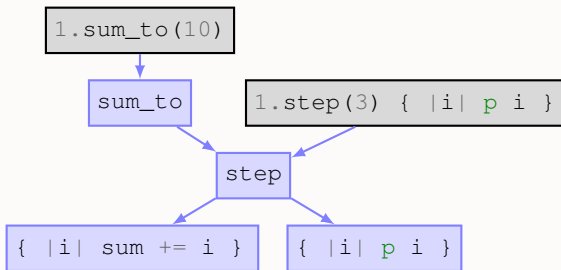 1.sum_to(10)
sum_to
1.step(3) { |i| p i }
step
{ |i| sum += i }
{ |i| p i }